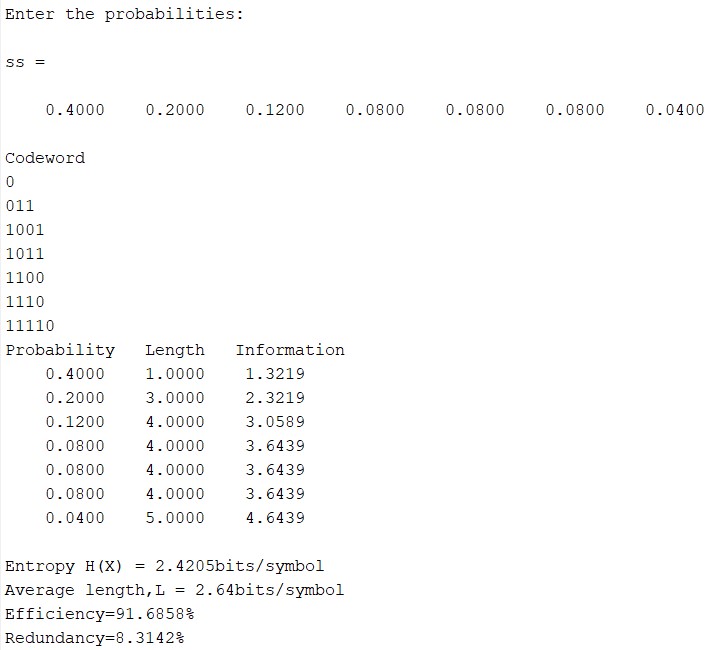 Enter the probabilities:
ss =
0.4000 0.2000 0.1200 0.0800 0.0800 0.0800 0.0400
Codeword
0
011
1001
1011
1100
1110
11110
Probability Length Information
0.4000 1.0000 1.3219
0.2000 3.0000 2.3219
0.1200 4.0000 3.0589
0.0800 4.0000 3.6439
0.0800 4.0000 3.6439
0.0800 4.0000 3.6439
0.0400 5.0000 4.6439
Entropy H(X) = 2.4205bits/symbol
Average length,L = 2.64bits/symbol
Efficiency=91.6858%
Redundancy=8.3142%